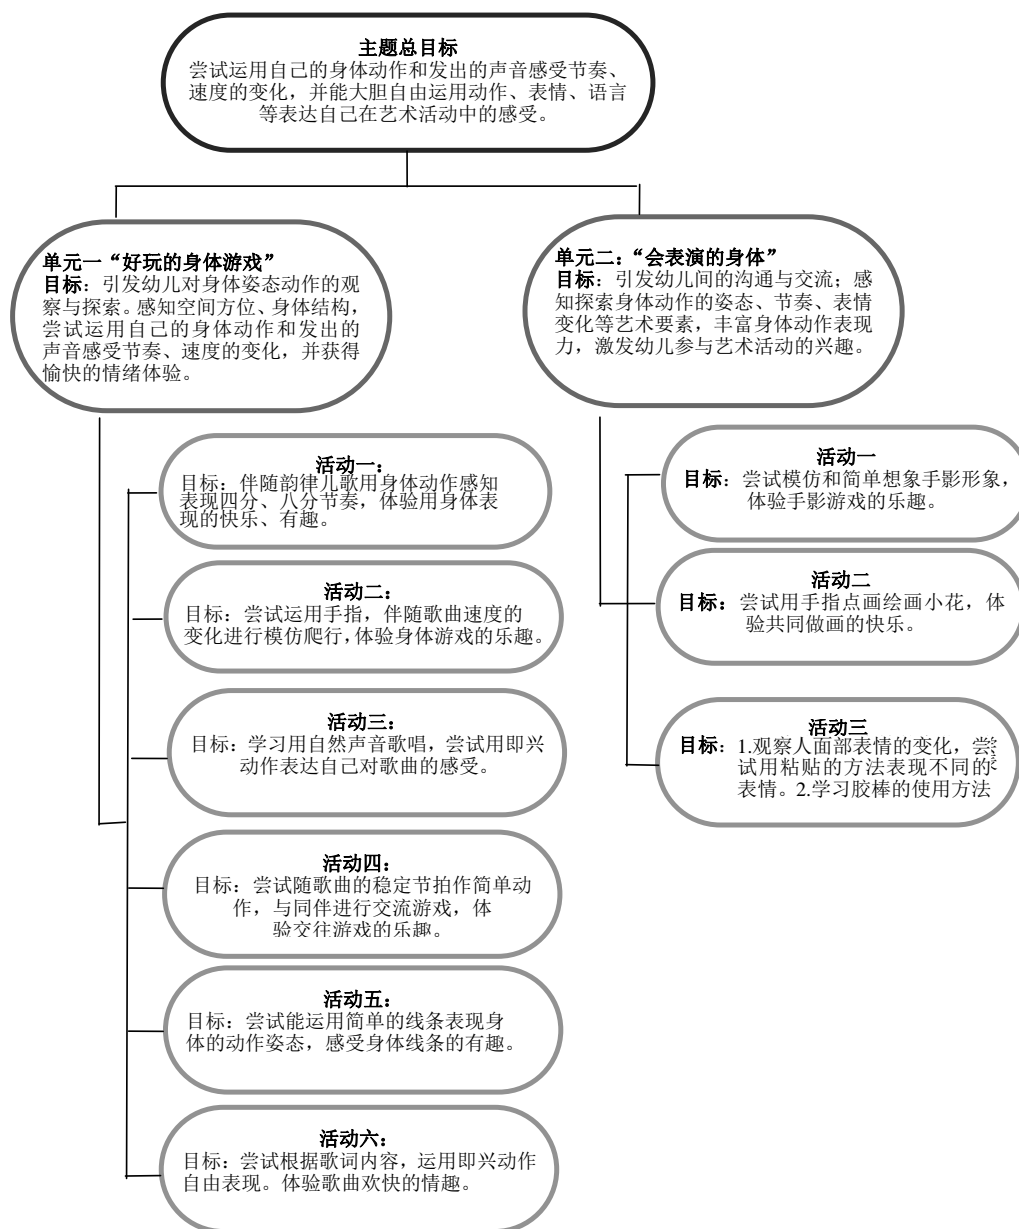 主题总目标
尝试运用自己的身体动作和发出的声音感受节奏、
速度的变化，并能大胆自由运用动作、表情、语言
等表达自己在艺术活动中的感受。
单元一“好玩的身体游戏”
目标：引发幼儿对身体姿态动作的观
察与探索。感知空间方位、身体结构，
尝试运用自己的身体动作和发出的
声音感受节奏、速度的变化，并获得
愉快的情绪体验。
活动一：
目标：伴随韵律儿歌用身体动作感知
表现四分、八分节奏，体验用身体表
现的快乐、有趣。
活动二：
目标：尝试运用手指，伴随歌曲速度的
变化进行模仿爬行，体验身体游戏的乐趣。
活动三：
目标：学习用自然声音歌唱，尝试用即兴
动作表达自己对歌曲的感受。
活动四：
目标：尝试随歌曲的稳定节拍作简单动
作，与同伴进行交流游戏，体
验交往游戏的乐趣。
活动五：
目标：尝试能运用简单的线条表现身
体的动作姿态，感受身体线条的有趣。
活动六：
目标：尝试根据歌词内容，运用即兴动作
自由表现。体验歌曲欢快的情趣。
单元二：“会表演的身体”
目标：引发幼儿间的沟通与交流；感
知探索身体动作的姿态、节奏、表情
变化等艺术要素，丰富身体动作表现
力，激发幼儿参与艺术活动的兴趣。
活动一
目标：尝试模仿和简单想象手影形象，
体验手影游戏的乐趣。
活动二
目标：尝试用手指点画绘画小花，体
验共同做画的快乐。
活动三
目标：1.观察人面部表情的变化，尝
试用粘贴的方法表现不同的
表情。2.学习胶棒的使用方法